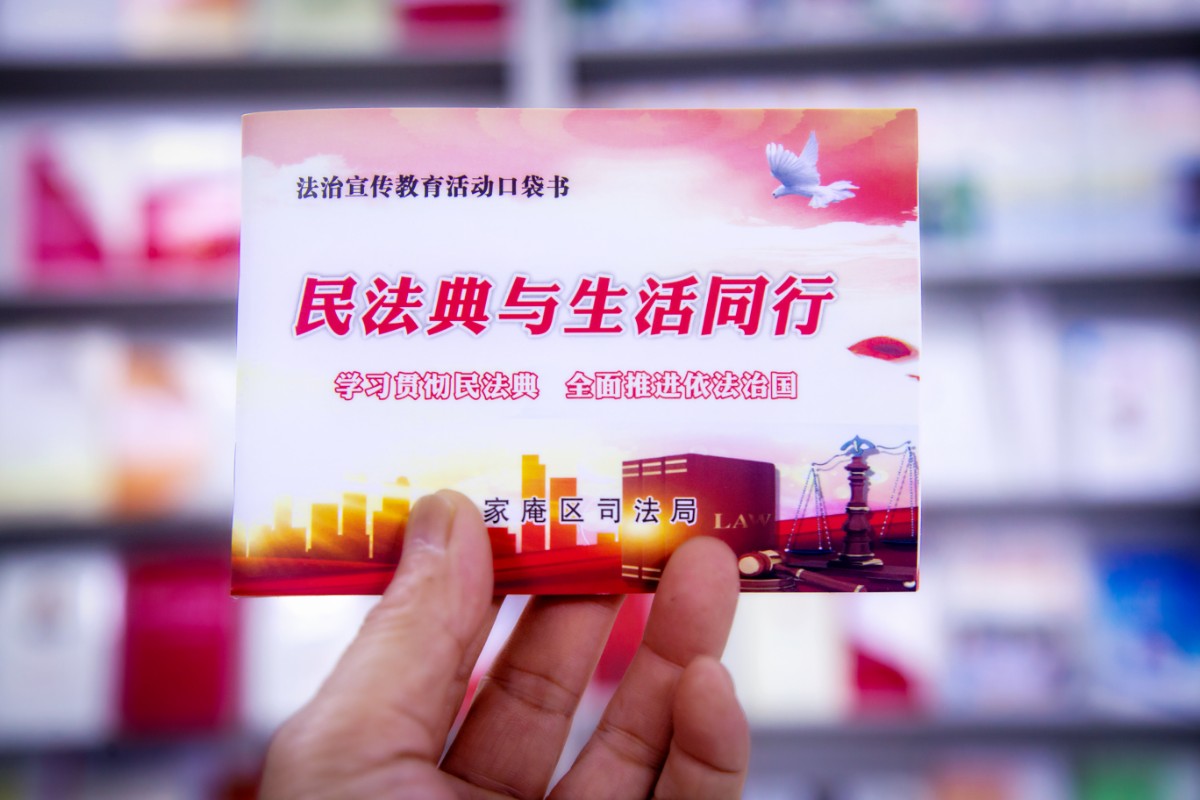 法治宣传教育活动口袋书
民法典与生活同行
学习贯彻民法典 全面推进依法治国
家庵区司法局
LAW